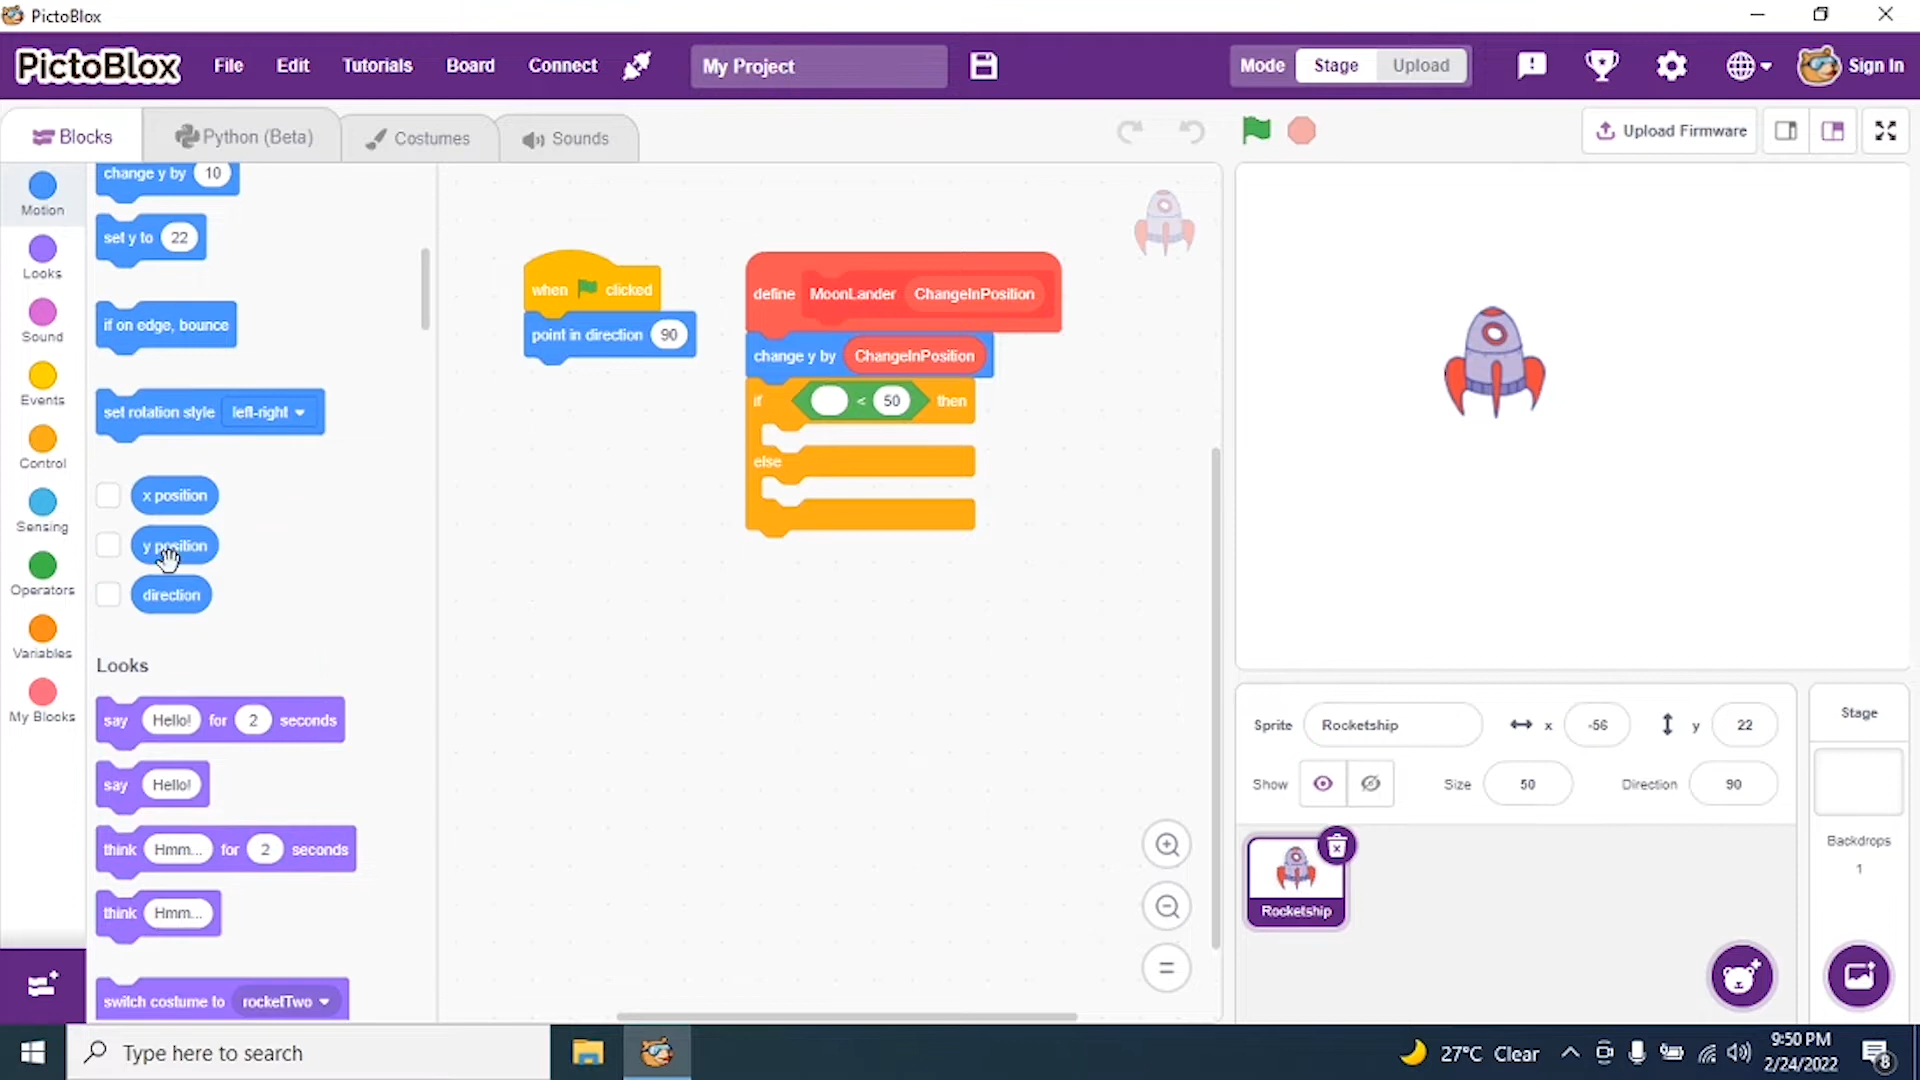 PictoBlox
PictoBlox File Edit Tutorials Board Connect My Project Mode Stage Upload Sign In
Blocks Python (Beta) Costumes Sounds Upload Firmware
Motion
Looks
Sound
Events
Control
Sensing
Operators
Variables
My Blocks
change y by 10
set y to 22
if on edge, bounce
set rotation style left-right
x position
y position
direction
Looks
say Hello! for 2 seconds
say Hello!
think Hmm... for 2 seconds
think Hmm...
switch costume to rocketTwo
when clicked
point in direction 90
define MoonLander ChangeInPosition
change y by ChangeInPosition
if < 50 then
else
Sprite Rocketship x -56 y 22
Show Size 50 Direction 90
Rocketship
Stage
Backdrops
1
Type here to search
27°C Clear
9:50 PM
2/24/2022
8